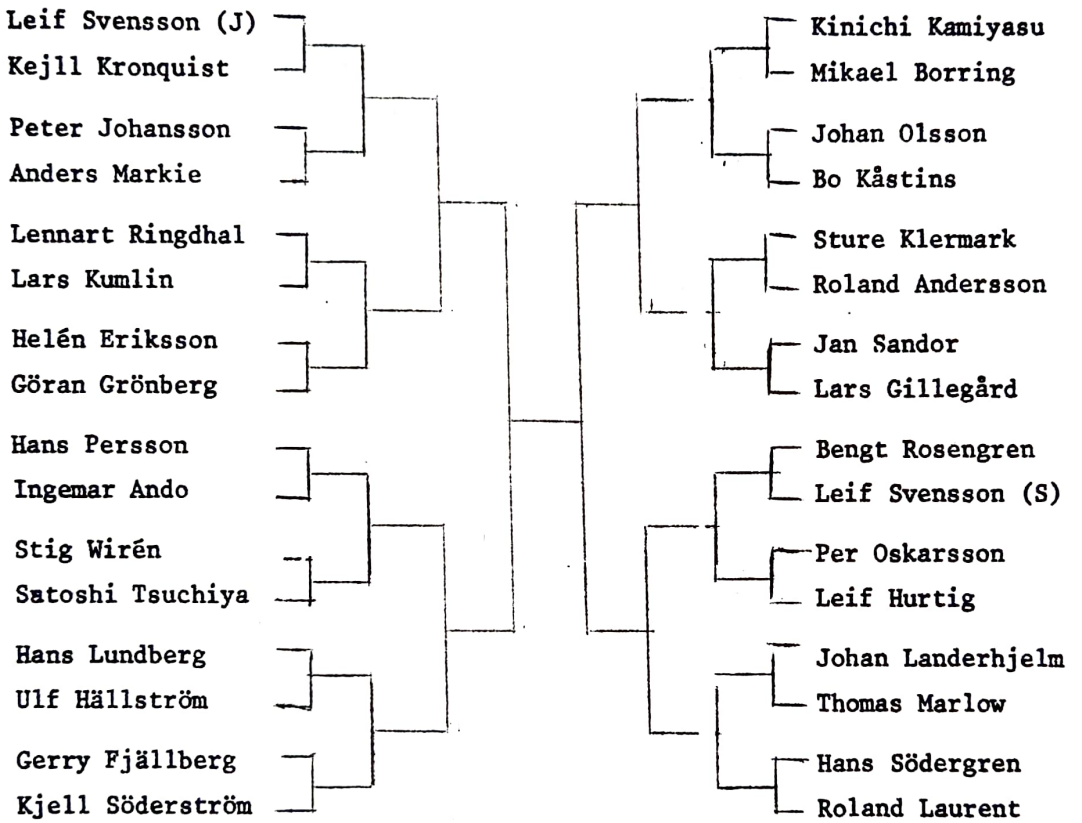 Leif Svensson (J)
Kejll Kronquist
Peter Johansson
Anders Markie
Lennart Ringdhal
Lars Kumlin
Helén Eriksson
Göran Grönberg
Hans Persson
Ingemar Ando
Stig Wirén
Satoshi Tsuchiya
Hans Lundberg
Ulf Hällström
Gerry Fjällberg
Kjell Söderström
Kinichi Kamiyasu
Mikael Borring
Johan Olsson
Bo Kåstins
Sture Klermark
Roland Andersson
Jan Sandor
Lars Gillegård
Bengt Rosengren
Leif Svensson (S)
Per Oskarsson
Leif Hurtig
Johan Landerhjelm
Thomas Marlow
Hans Södergren
Roland Laurent